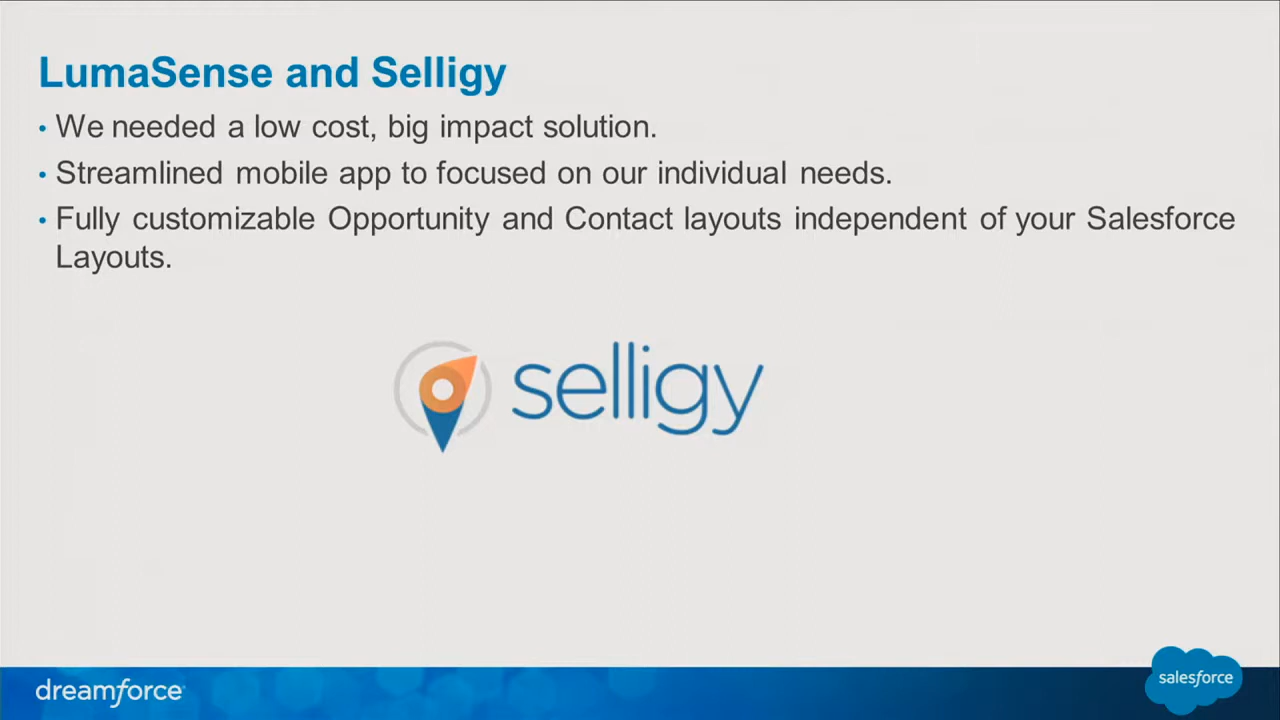 LumaSense and Selligy
• We needed a low cost, big impact solution.
• Streamlined mobile app to focused on our individual needs.
• Fully customizable Opportunity and Contact layouts independent of your Salesforce
Layouts.
selligy
dreamforce
salesforce